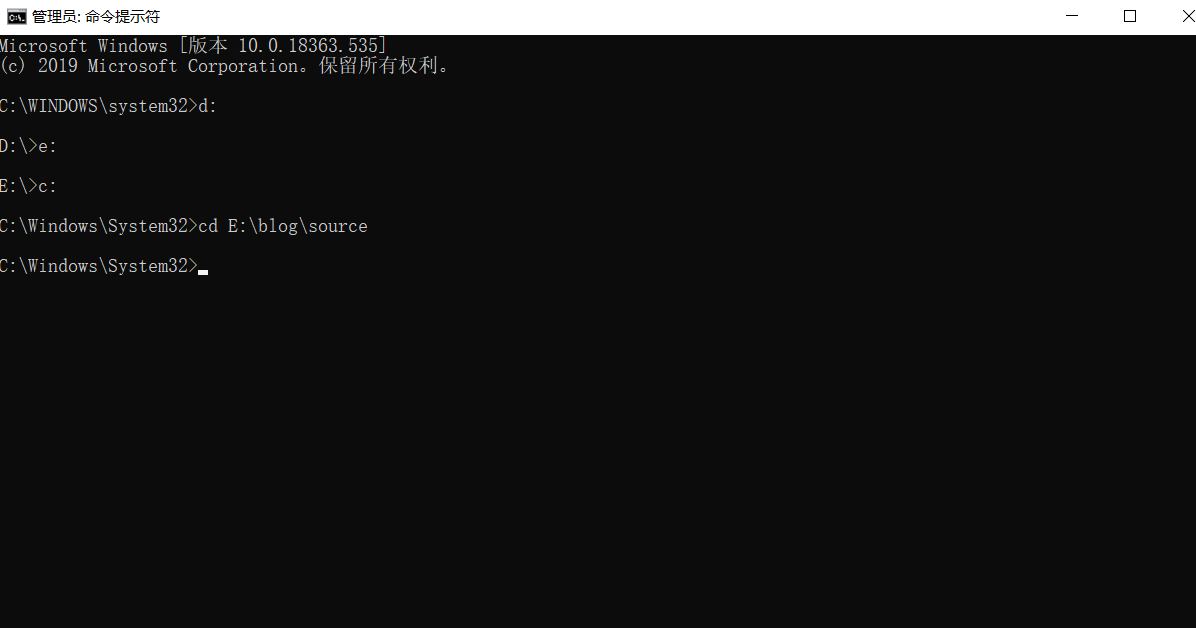 管理员: 命令提示符
Microsoft Windows [版本 10.0.18363.535]
(c) 2019 Microsoft Corporation。保留所有权利。
C:\WINDOWS\system32>d:
D:\>e:
E:\>c:
C:\Windows\System32>cd E:\blog\source
C:\Windows\System32>